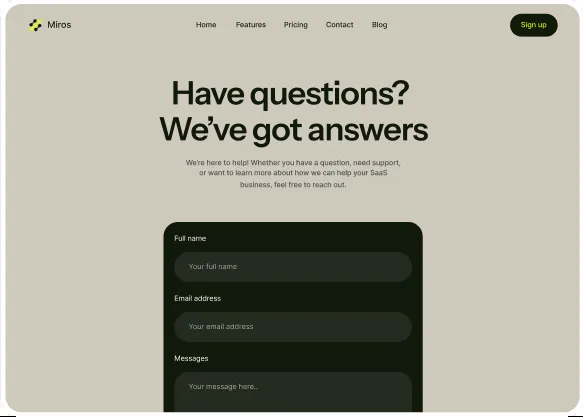 Miros
Home
Features
Pricing
Contact
Blog
Sign up
Have questions?
We've got answers
We're here to help! Whether you have a question, need support,
or want to learn more about how we can help your SaaS
business, feel free to reach out.
Full name
Your full name
Email address
Your email address
Messages
Your message here..